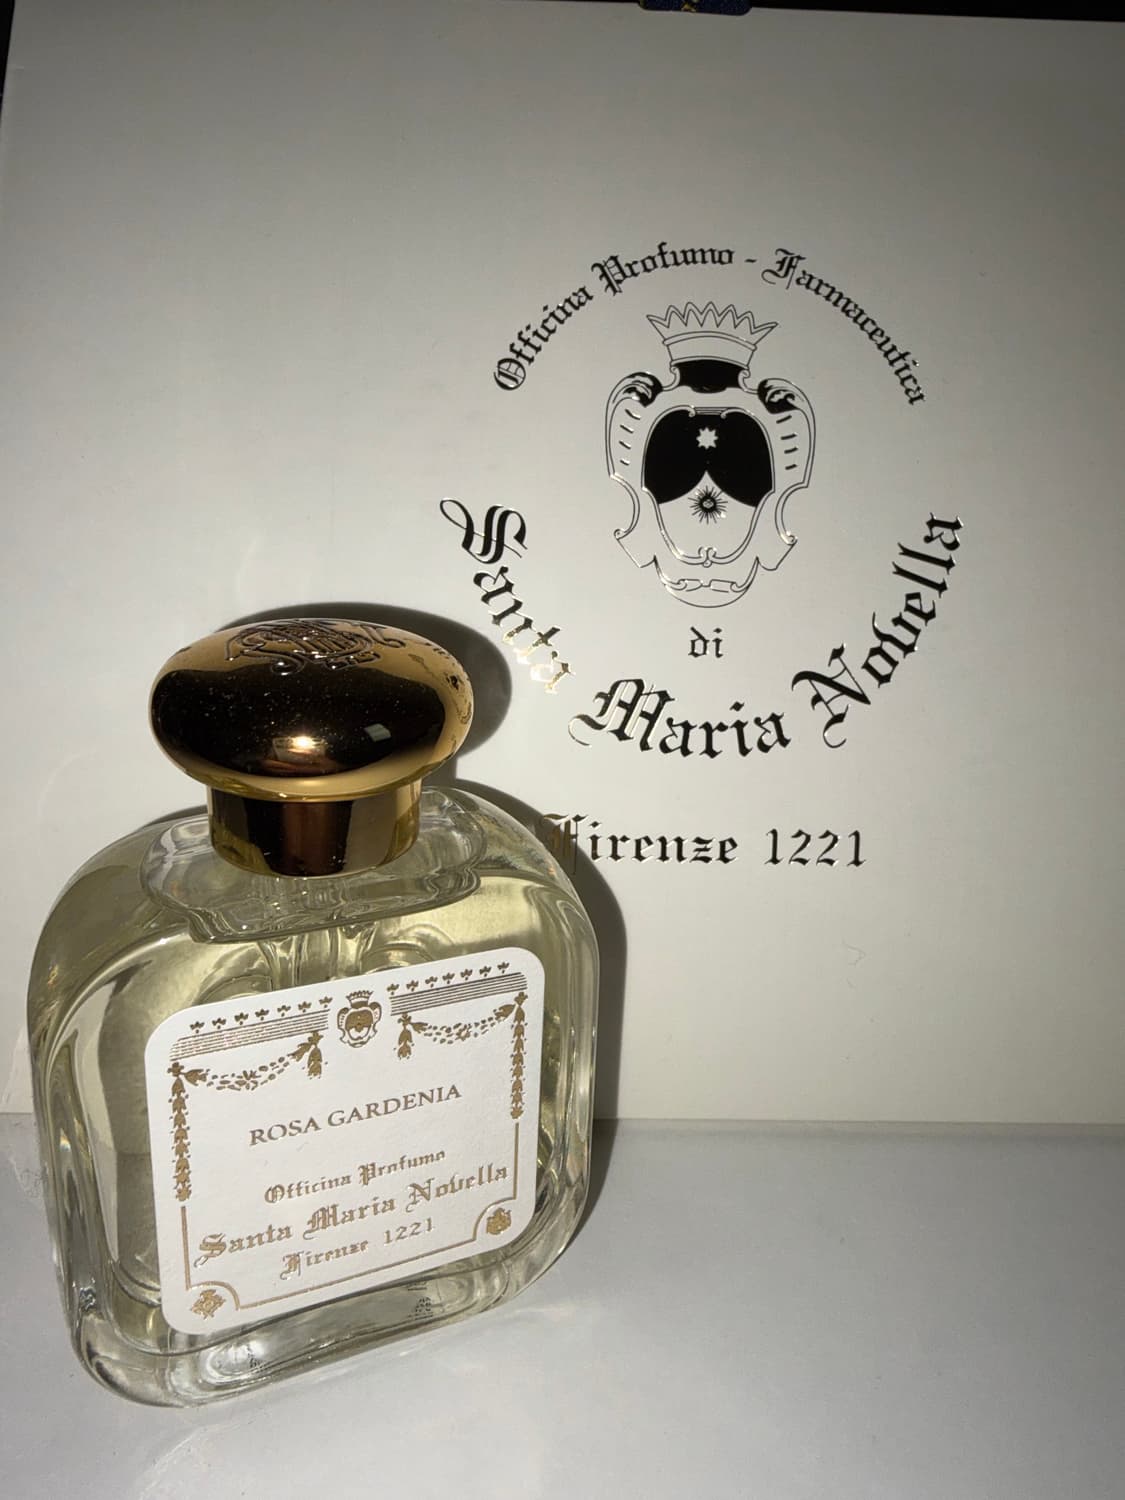 Officina Profumo - Farmaceutica
di
Santa Maria Novella
Firenze 1221
ROSA GARDENIA
Officina Profumo
Santa Maria Novella
Firenze 1221